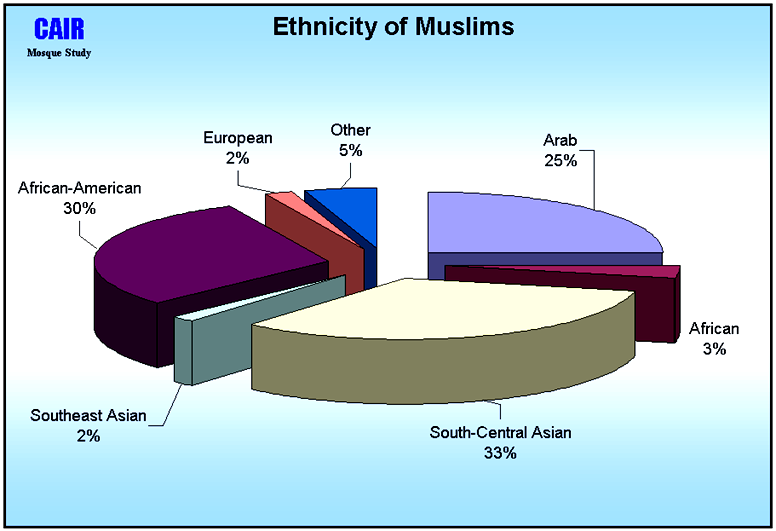 CAIR
Mosque Study
Ethnicity of Muslims
Other
5%
European
2%
Arab
25%
African-American
30%
African
3%
Southeast Asian
2%
South-Central Asian
33%